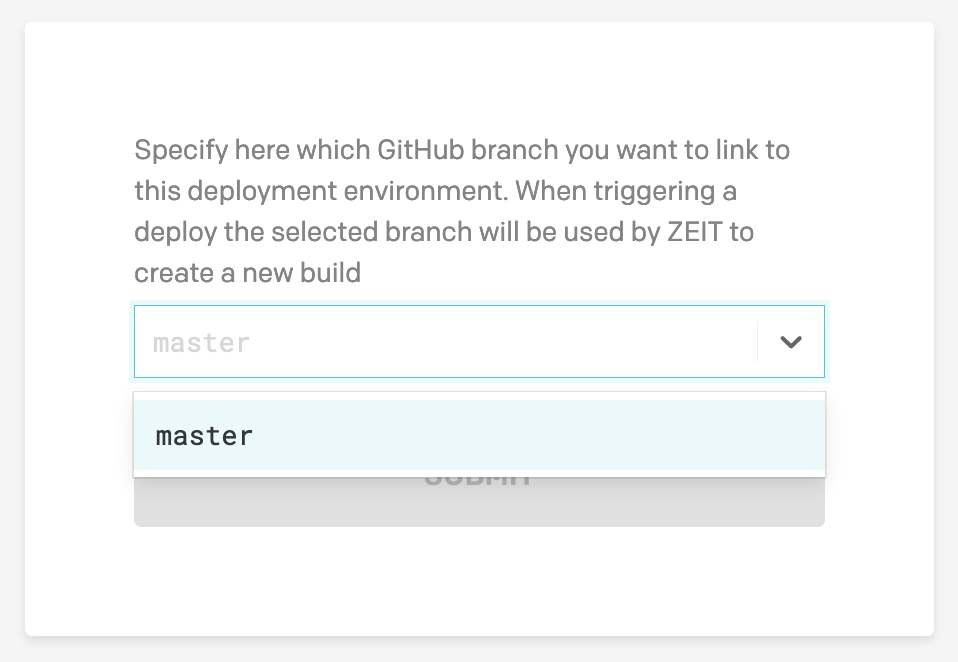 Specify here which GitHub branch you want to link to
this deployment environment. When triggering a
deploy the selected branch will be used by ZEIT to
create a new build
master
master
SUBMIT